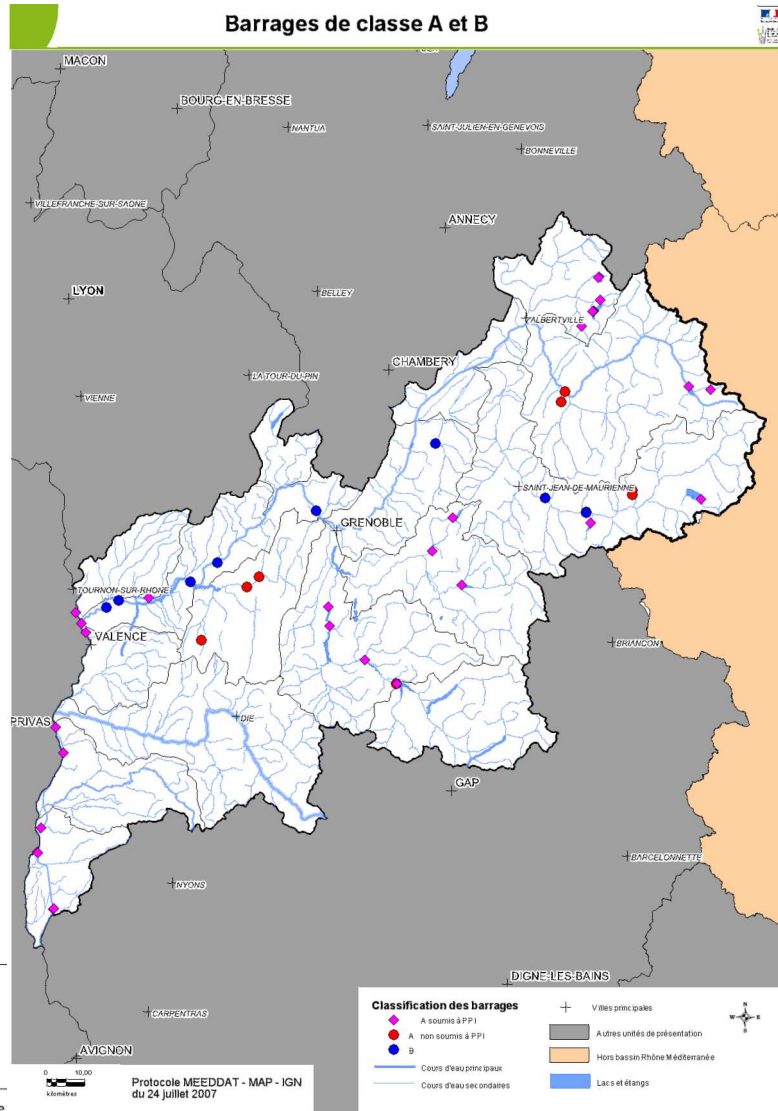 Barrages de classe A et B
MACON
BOURG-EN-BRESSE
NANTUA
SAINT-JULIEN-EN-GENEVOIS
BONNEVILLE
VILLEFRANCHE-SUR-SAONE
ANNECY
LYON
BELLEY
ALBERTVILLE
CHAMBERY
LA-TOUR-DU-PIN
VIENNE
SAINT-JEAN-DE-MAURIENNE
GRENOBLE
TOURNON-SUR-RHONE
VALENCE
BRIANÇON
PRIVAS
DIE
GAP
BARCELONNETTE
NYONS
DIGNE-LES-BAINS
CARPENTRAS
AVIGNON
Classification des barrages
A soumis à PPI
A non soumis à PPI
B
Cours d'eau principaux
Cours d'eau secondaires
Villes principales
Autres unités de présentation
Hors bassin Rhône Méditerranée
Lacs et étangs
N
W E
S
0 10,00
kilomètres
Protocole MEEDDAT - MAP - IGN
du 24 juillet 2007